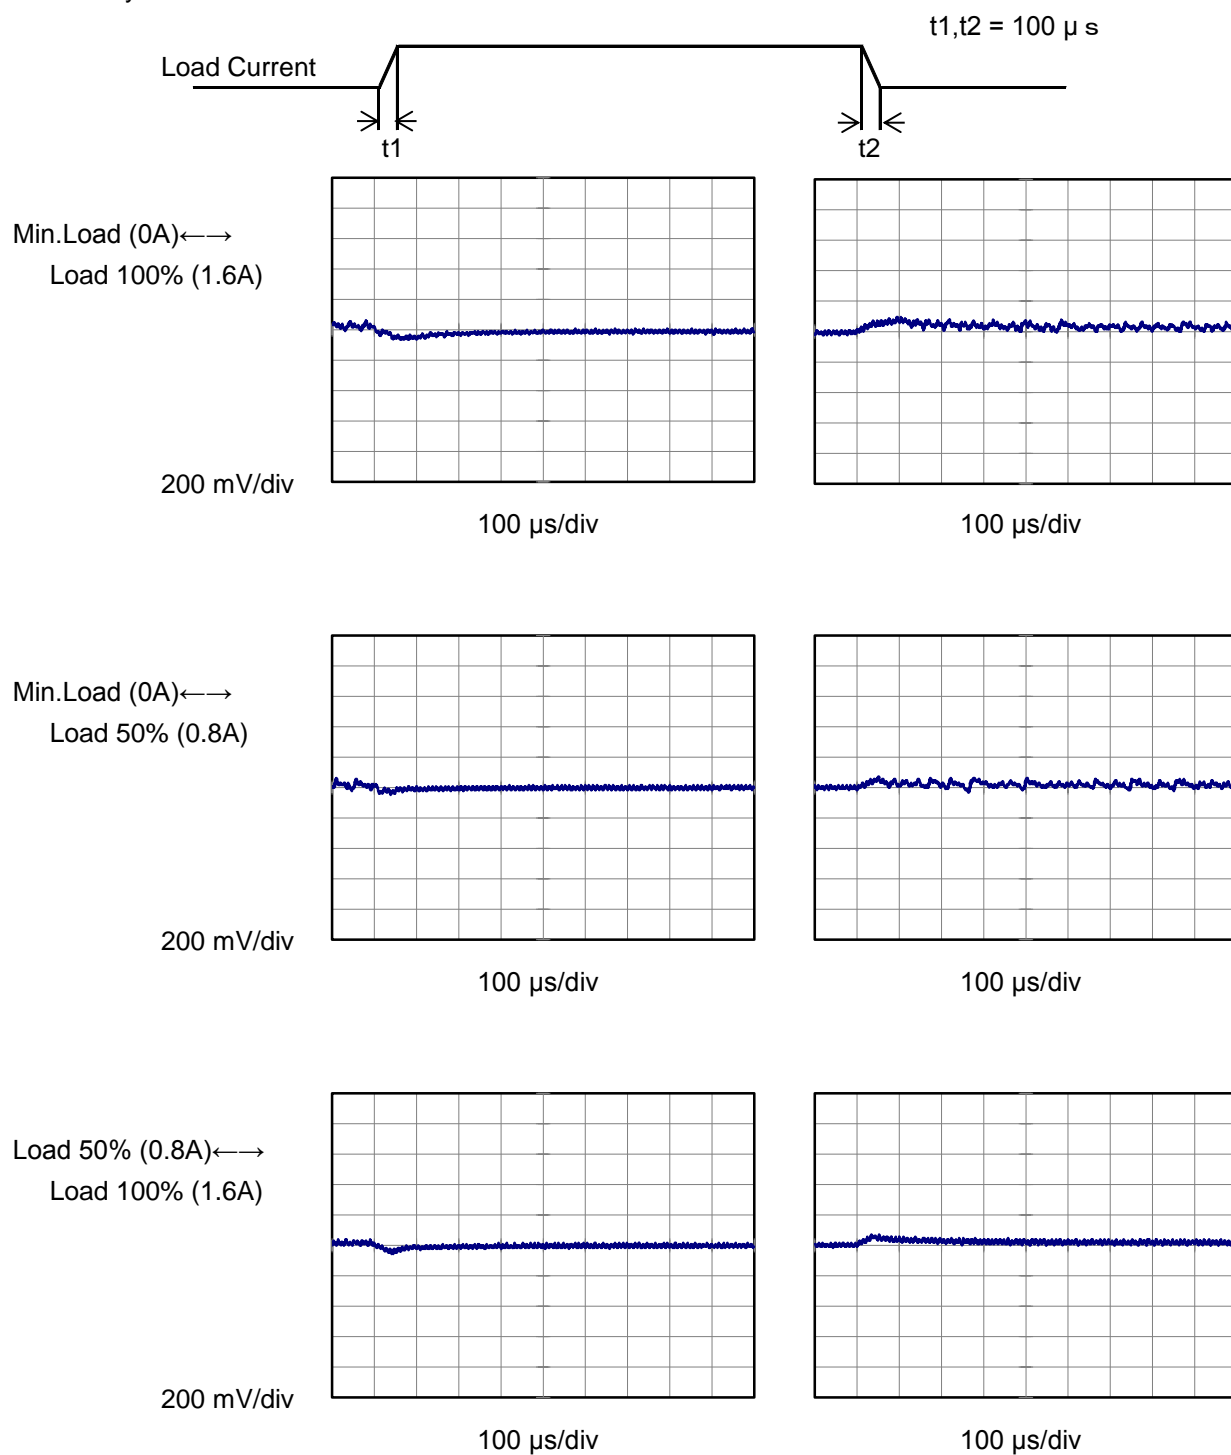 t1,t2 = 100 μｓ
Load Current
t1
t2
Min.Load (0A)←→
Load 100% (1.6A)
200 mV/div
100 μs/div
100 μs/div
Min.Load (0A)←→
Load 50% (0.8A)
200 mV/div
100 μs/div
100 μs/div
Load 50% (0.8A)←→
Load 100% (1.6A)
200 mV/div
100 μs/div
100 μs/div